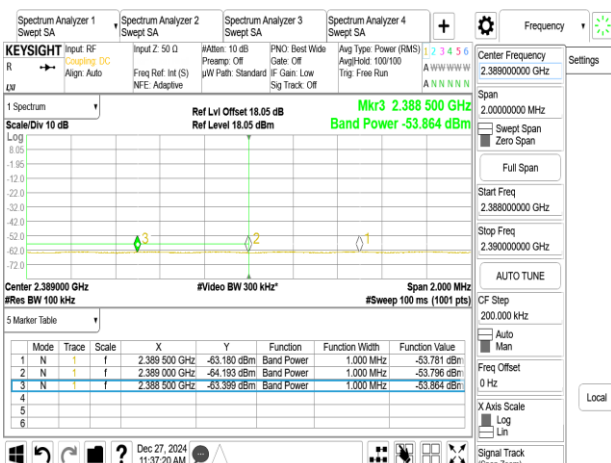 Spectrum Analyzer 1
Swept SA
Spectrum Analyzer 2
Swept SA
Spectrum Analyzer 3
Swept SA
Spectrum Analyzer 4
Swept SA
Frequency
KEYSIGHT
R
Input: RF
Coupling: DC
Align: Auto
Input Z: 50 Ω
Freq Ref: Int (S)
NFE: Adaptive
#Atten: 10 dB
Preamp: Off
µW Path: Standard
PNO: Best Wide
Gate: Off
IF Gain: Low
Sig Track: Off
Avg Type: Power (RMS)
Avg|Hold: 100/100
Trig: Free Run
1 2 3 4 5 6
A W W W W W
A N N N N N
1 Spectrum
Scale/Div 10 dB
Ref Lvl Offset 18.05 dB
Ref Level 18.05 dBm
Mkr3 2.388 500 GHz
Band Power -53.864 dBm
Log
8.05
-1.95
-12.0
-22.0
-32.0
-42.0
-52.0
-62.0
-72.0
3
2
1
Center 2.389000 GHz
#Res BW 100 kHz
#Video BW 300 kHz*
Span 2.000 MHz
#Sweep 100 ms (1001 pts)
5 Marker Table
Mode Trace Scale X Y Function Function Width Function Value
1 N 1 f 2.389 500 GHz -63.180 dBm Band Power 1.000 MHz -53.781 dBm
2 N 1 f 2.389 000 GHz -64.193 dBm Band Power 1.000 MHz -53.796 dBm
3 N 1 f 2.388 500 GHz -63.399 dBm Band Power 1.000 MHz -53.864 dBm
4
5
6
Dec 27, 2024
11:37:20 AM
Center Frequency
2.389000000 GHz
Span
2.00000000 MHz
Swept Span
Zero Span
Full Span
Start Freq
2.388000000 GHz
Stop Freq
2.390000000 GHz
AUTO TUNE
CF Step
200.000 kHz
Auto
Man
Freq Offset
0 Hz
X Axis Scale
Log
Lin
Signal Track
(Span Zoom)
Settings
Local